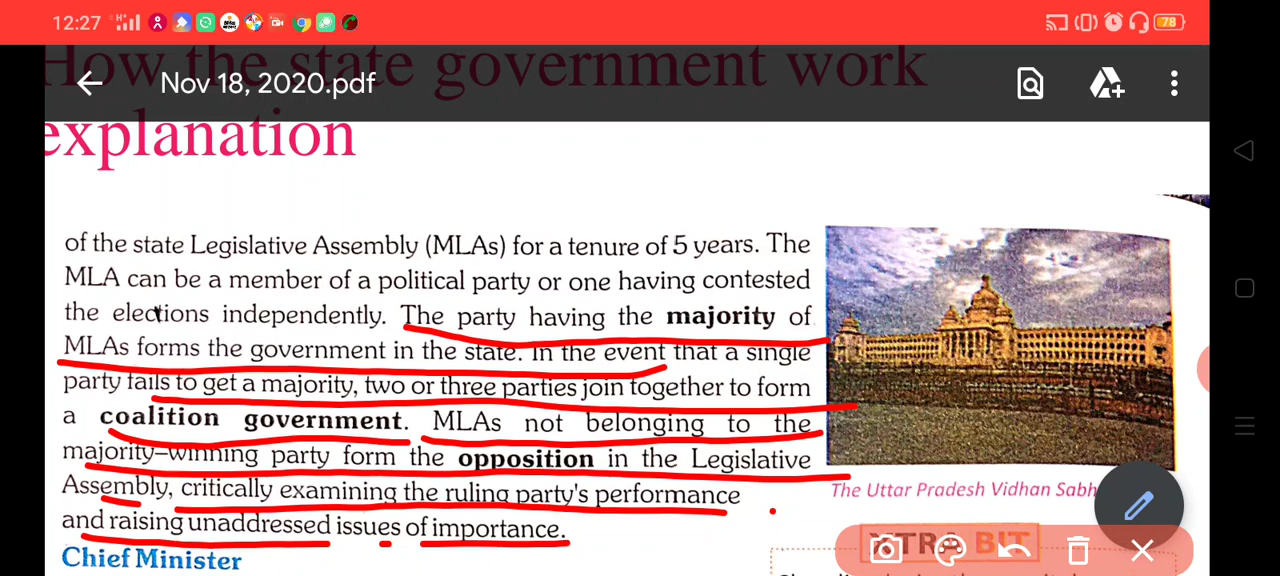 12:27
78
How the state government work
Nov 18, 2020.pdf
explanation
of the state Legislative Assembly (MLAs) for a tenure of 5 years. The
MLA can be a member of a political party or one having contested
the elections independently. The party having the majority of
MLAs forms the government in the state. In the event that a single
party fails to get a majority, two or three parties join together to form
a coalition government. MLAs not belonging to the
majority–winning party form the opposition in the Legislative
Assembly, critically examining the ruling party's performance
and raising unaddressed issues of importance.
The Uttar Pradesh Vidhan Sabh
XTRA BIT
Chief Minister